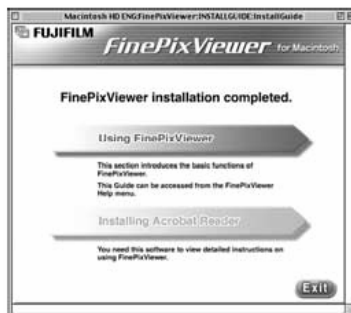 Macintosh HD ENG:FinePixViewer:INSTALLGUIDE:InstallGuide
FUJIFILM
FinePixViewer for Macintosh
FinePixViewer installation completed.
Using FinePixViewer
This section introduces the basic functions of
FinePixViewer.
This Guide can be accessed from the FinePixViewer
Help menu.
Installing Acrobat Reader
You need this software to view detailed instructions on
using FinePixViewer.
Exit